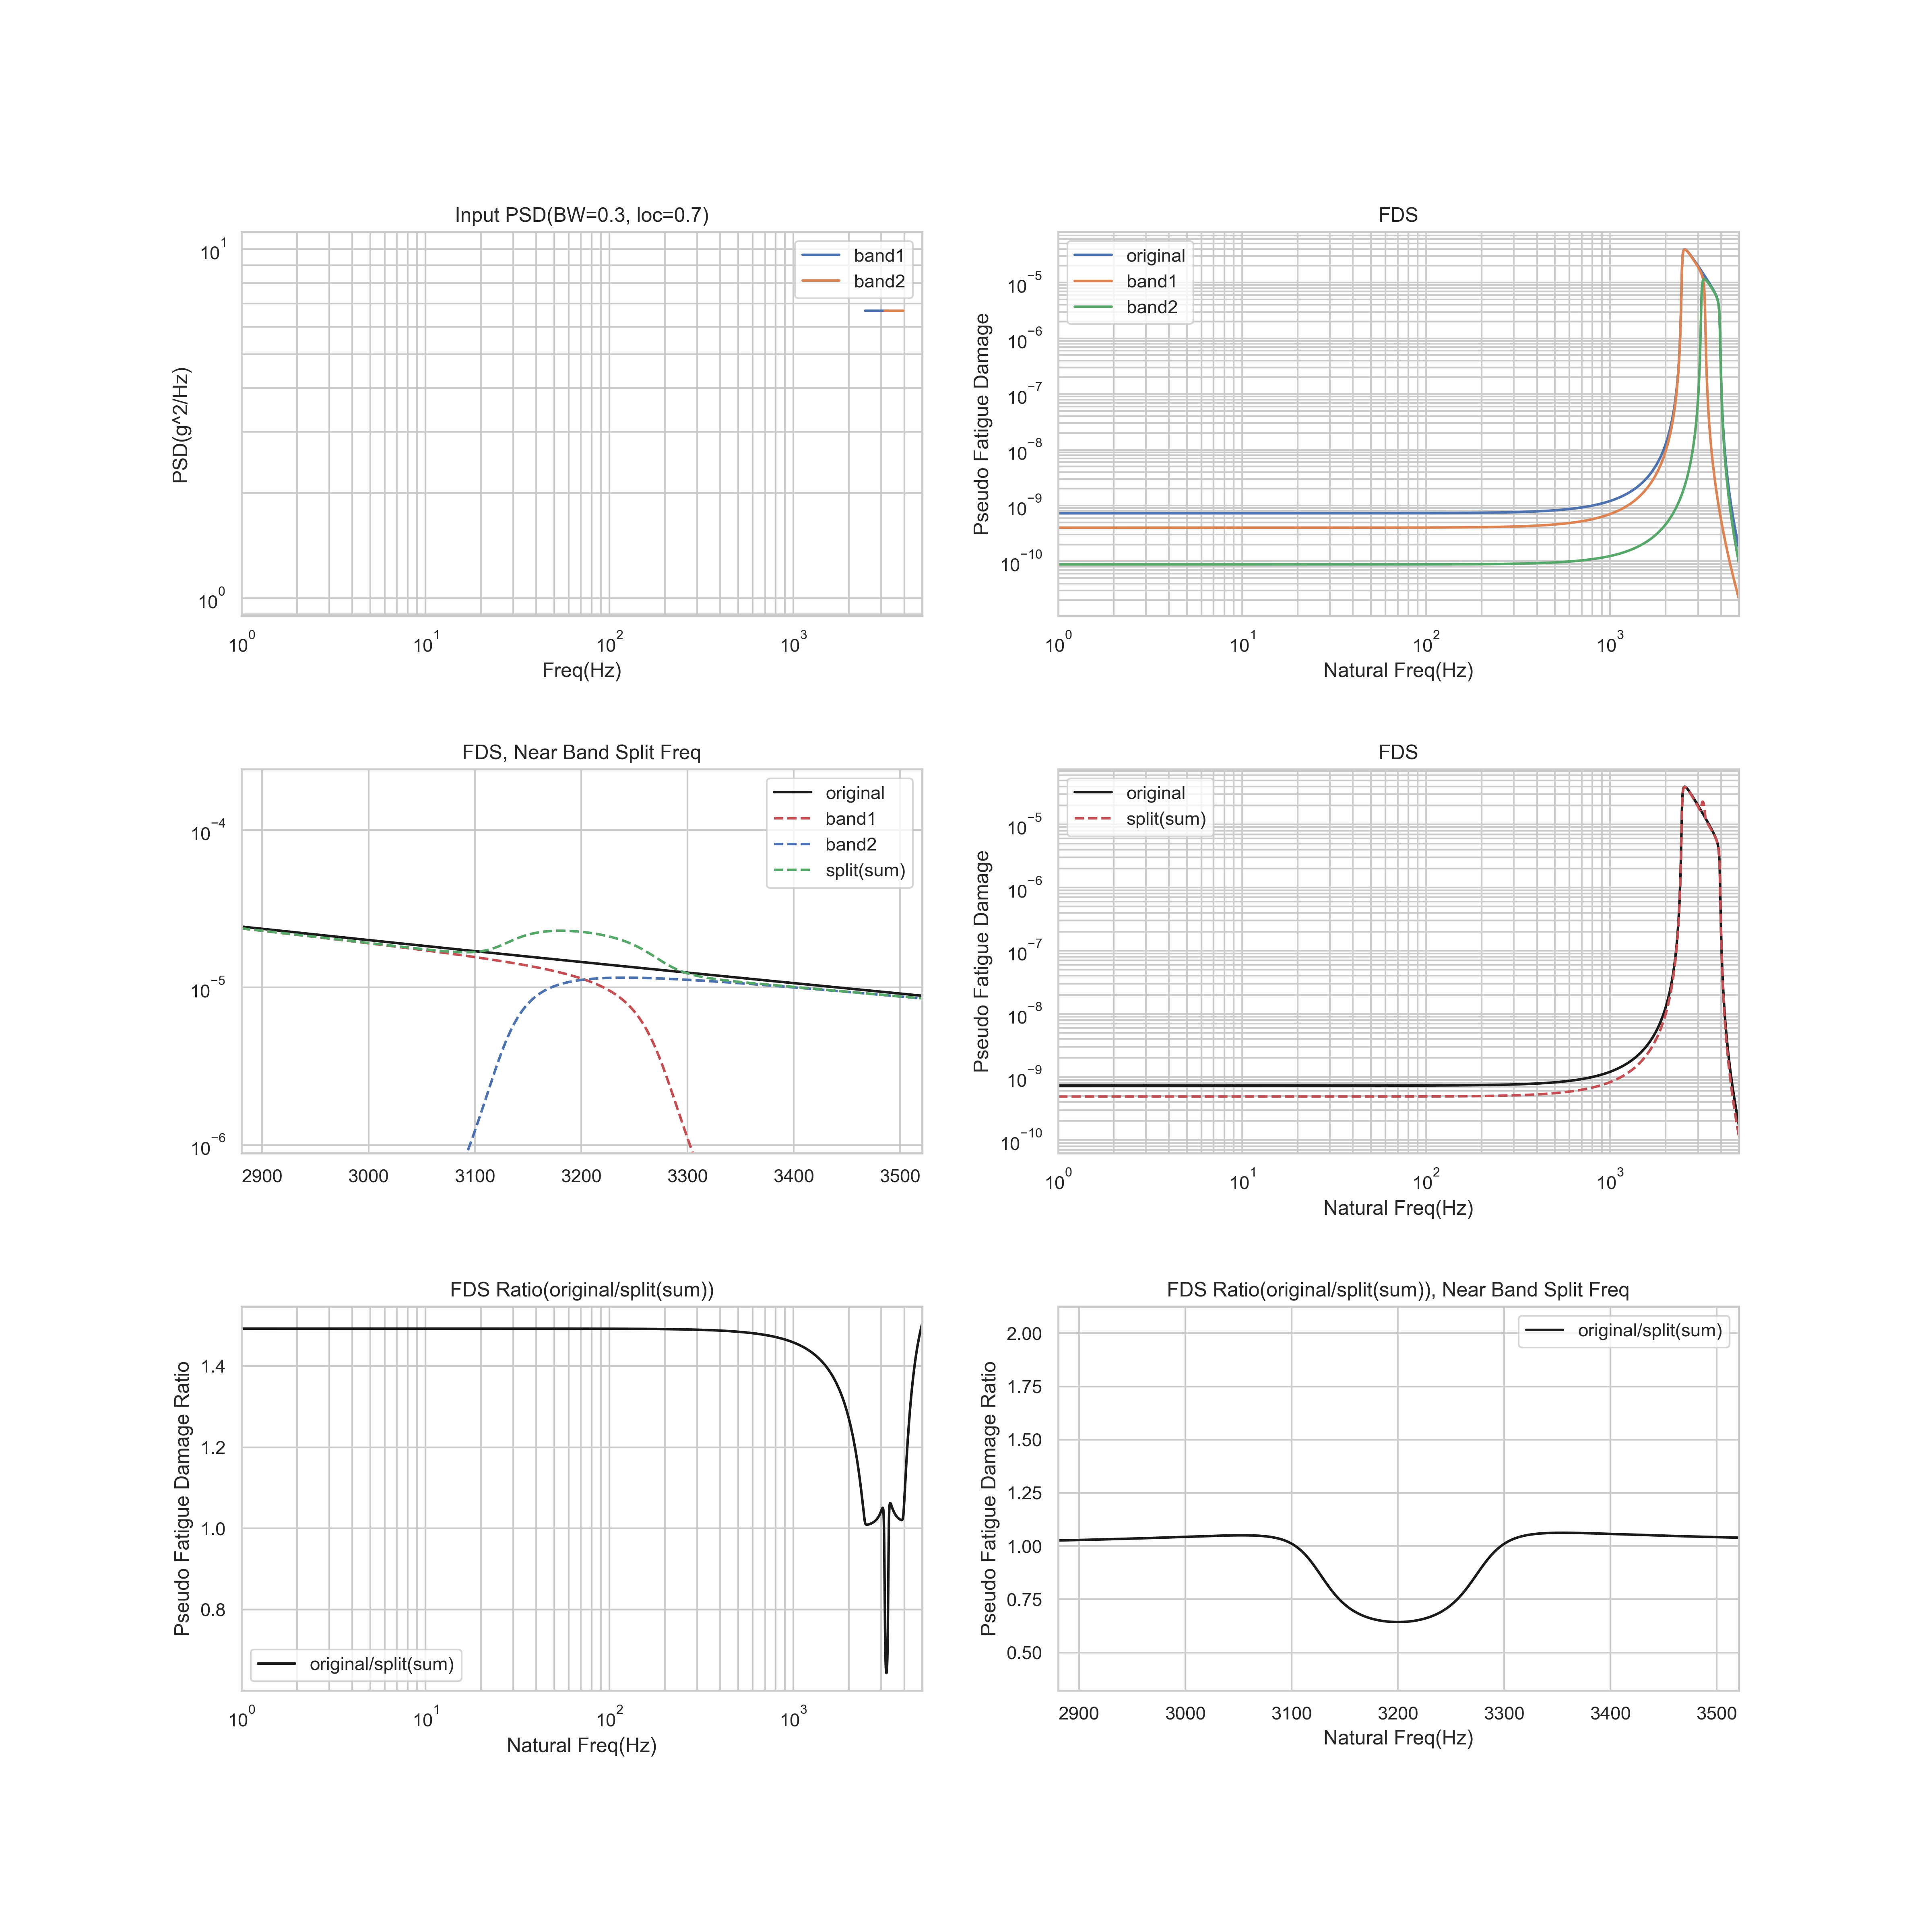 Input PSD(BW=0.3, loc=0.7)
PSD(g^2/Hz)
10^1
10^0
band1
band2
10^0 10^1 10^2 10^3
Freq(Hz)
FDS
Pseudo Fatigue Damage
10^−5
10^−6
10^−7
10^−8
10^−9
10^−10
original
band1
band2
10^0 10^1 10^2 10^3
Natural Freq(Hz)
FDS, Near Band Split Freq
10^−4
10^−5
10^−6
original
band1
band2
split(sum)
2900 3000 3100 3200 3300 3400 3500
FDS
Pseudo Fatigue Damage
10^−5
10^−6
10^−7
10^−8
10^−9
10^−10
original
split(sum)
10^0 10^1 10^2 10^3
Natural Freq(Hz)
FDS Ratio(original/split(sum))
Pseudo Fatigue Damage Ratio
1.4
1.2
1.0
0.8
original/split(sum)
10^0 10^1 10^2 10^3
Natural Freq(Hz)
FDS Ratio(original/split(sum)), Near Band Split Freq
Pseudo Fatigue Damage Ratio
2.00
1.75
1.50
1.25
1.00
0.75
0.50
original/split(sum)
2900 3000 3100 3200 3300 3400 3500
Natural Freq(Hz)